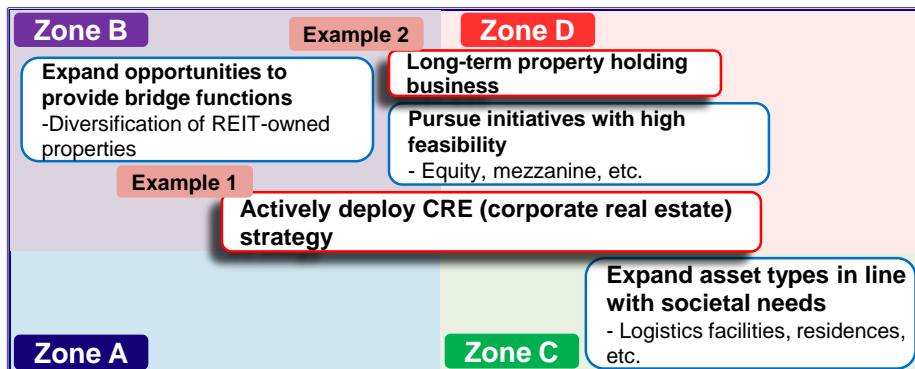 Zone B
Example 2
Zone D
Expand opportunities to
provide bridge functions
-Diversification of REIT-owned
properties
Long-term property holding
business
Pursue initiatives with high
feasibility
- Equity, mezzanine, etc.
Example 1
Actively deploy CRE (corporate real estate)
strategy
Expand asset types in line
with societal needs
- Logistics facilities, residences,
etc.
Zone A
Zone C